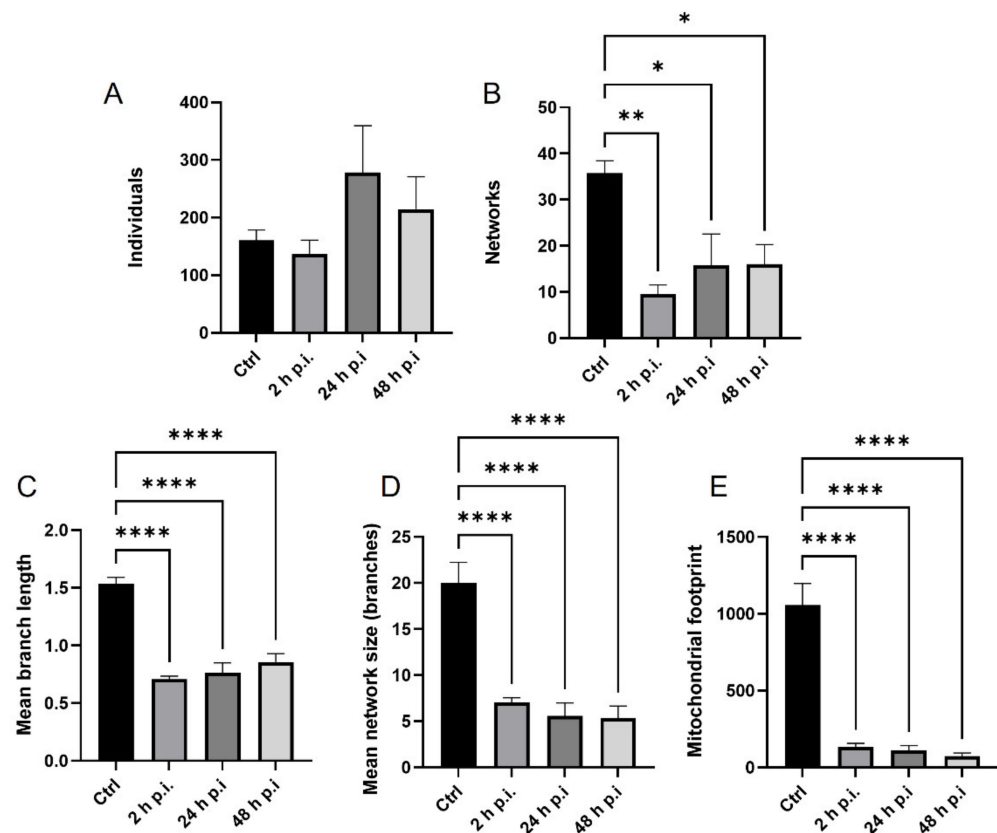 A
Individuals
400
300
200
100
0
Ctrl
2 h p.i.
24 h p.i
48 h p.i
B
Networks
50
40
30
20
10
0
*
*
**
Ctrl
2 h p.i.
24 h p.i
48 h p.i
C
Mean branch length
2.0
1.5
1.0
0.5
0.0
****
****
****
Ctrl
2 h p.i.
24 h p.i
48 h p.i
D
Mean network size (branches)
25
20
15
10
5
0
****
****
****
Ctrl
2 h p.i.
24 h p.i
48 h p.i
E
Mitochondrial footprint
1500
1000
500
0
****
****
****
Ctrl
2 h p.i.
24 h p.i
48 h p.i